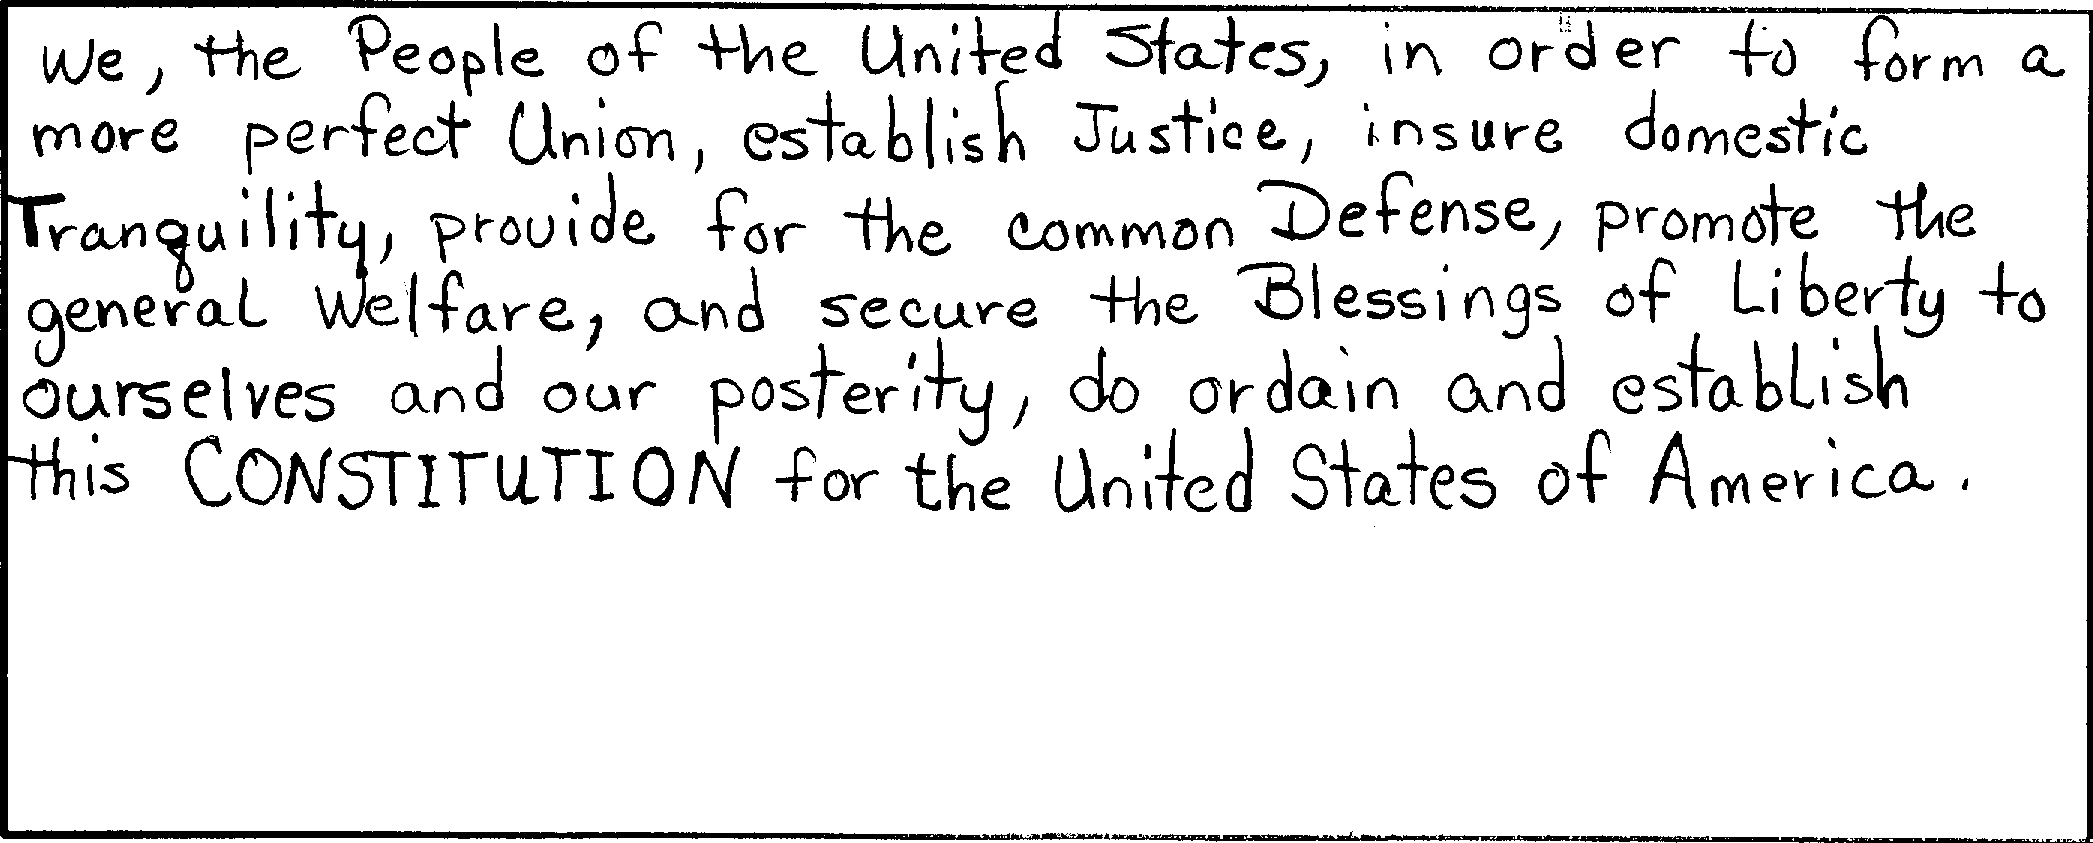 We, the People of the United States, in order to form a
more perfect Union, establish Justice, insure domestic
Tranquility, provide for the common Defense, promote the
general Welfare, and secure the Blessings of Liberty to
ourselves and our posterity, do ordain and establish
this CONSTITUTION for the United States of America.